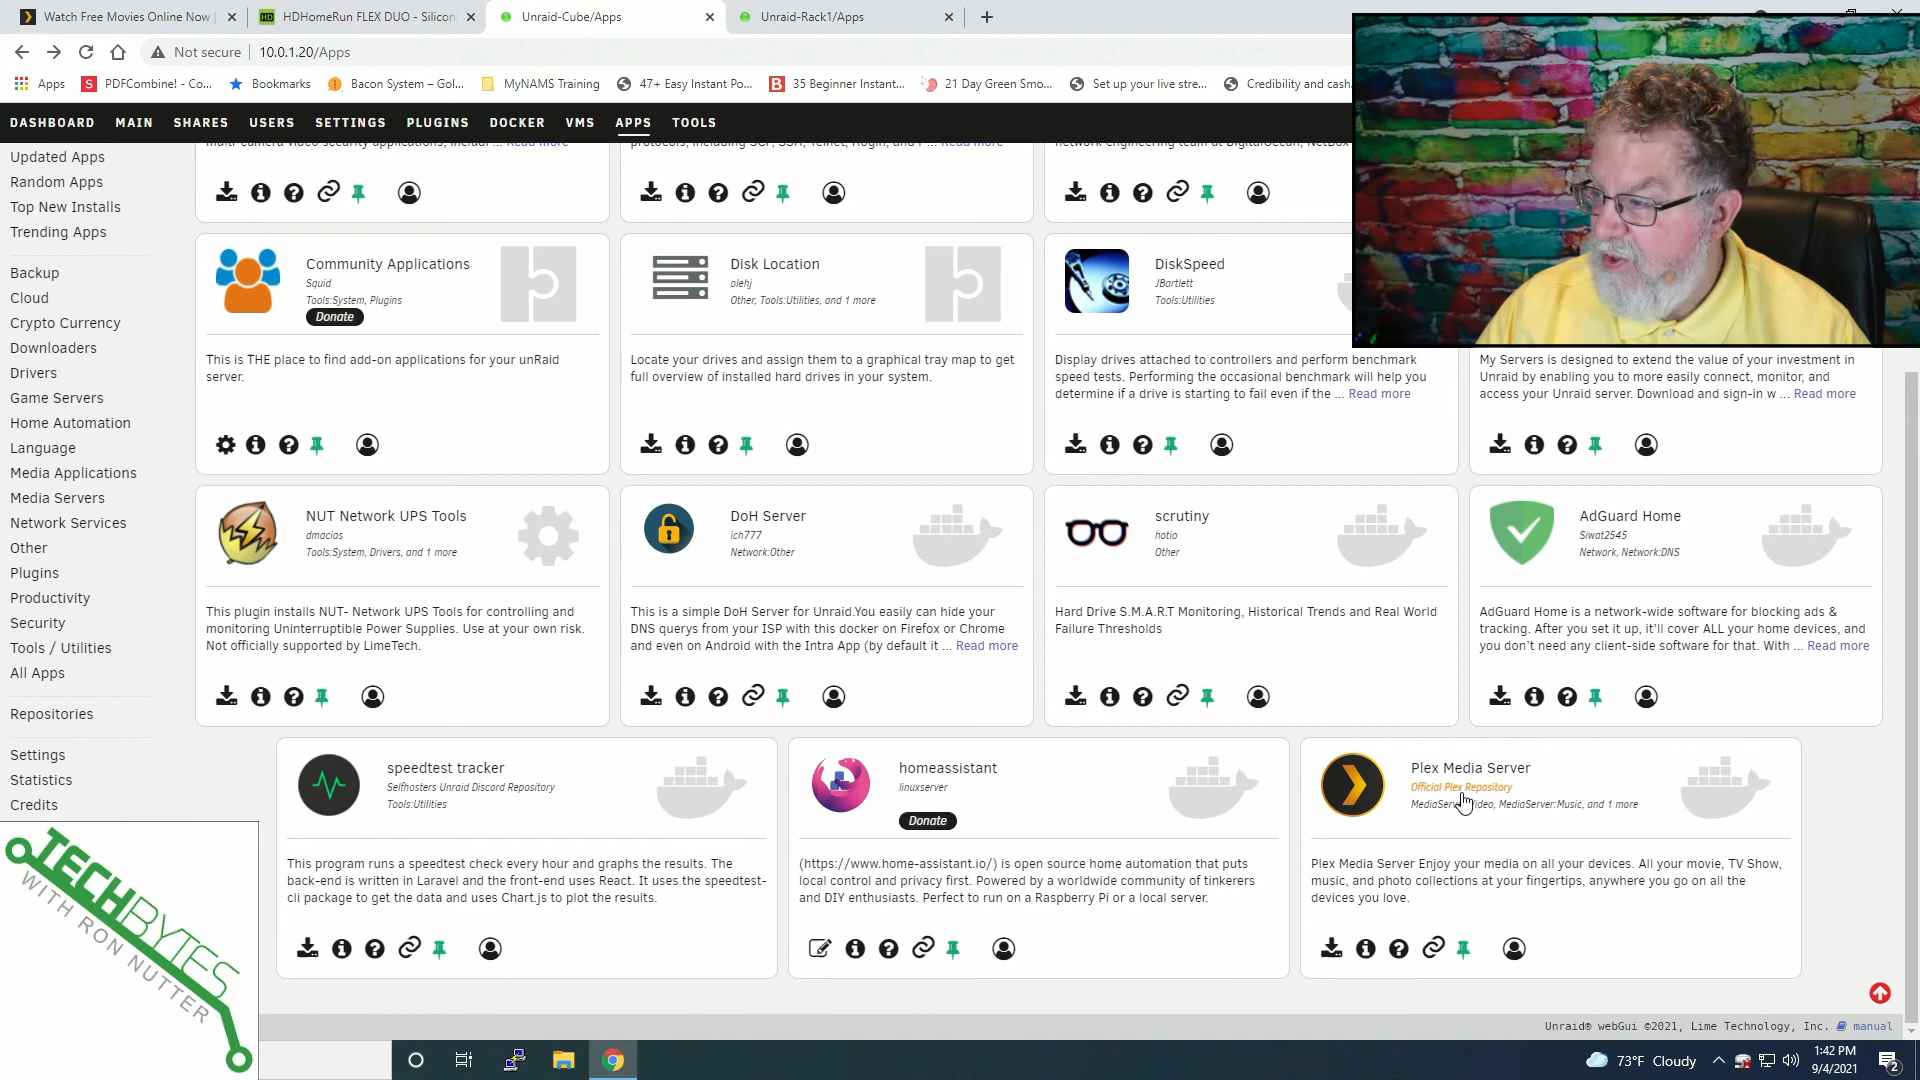 Watch Free Movies Online Now
HDHomeRun FLEX DUO - Silicon
Unraid-Cube/Apps
Unraid-Rack1/Apps
Not secure
10.0.1.20/Apps
Apps
PDFCombine! - Co...
Bookmarks
Bacon System – Gol...
MyNAMS Training
47+ Easy Instant Po...
35 Beginner Instant...
21 Day Green Smo...
Set up your live stre...
Credibility and cash
DASHBOARD MAIN SHARES USERS SETTINGS PLUGINS DOCKER VMS APPS TOOLS
Updated Apps
Random Apps
Top New Installs
Trending Apps
Backup
Cloud
Crypto Currency
Downloaders
Drivers
Game Servers
Home Automation
Language
Media Applications
Media Servers
Network Services
Other
Plugins
Productivity
Security
Tools / Utilities
All Apps
Repositories
Settings
Statistics
Credits
Community Applications
Squid
Tools:System, Plugins
Donate
This is THE place to find add-on applications for your unRaid
server.
Disk Location
olehj
Other, Tools:Utilities, and 1 more
Locate your drives and assign them to a graphical tray map to get
full overview of installed hard drives in your system.
DiskSpeed
JBartlett
Tools:Utilities
Display drives attached to controllers and perform benchmark
speed tests. Performing the occasional benchmark will help you
determine if a drive is starting to fail even if the ... Read more
My Servers is designed to extend the value of your investment in
Unraid by enabling you to more easily connect, monitor, and
access your Unraid server. Download and sign-in w ... Read more
NUT Network UPS Tools
dmacias
Tools:System, Drivers, and 1 more
This plugin installs NUT- Network UPS Tools for controlling and
monitoring Uninterruptible Power Supplies. Use at your own risk.
Not officially supported by LimeTech.
DoH Server
ich777
Network:Other
This is a simple DoH Server for Unraid.You easily can hide your
DNS querys from your ISP with this docker on Firefox or Chrome
and even on Android with the Intra App (by default it ... Read more
scrutiny
hotio
Other
Hard Drive S.M.A.R.T Monitoring, Historical Trends and Real World
Failure Thresholds
AdGuard Home
Siwat2545
Network, Network:DNS
AdGuard Home is a network-wide software for blocking ads &
tracking. After you set it up, it'll cover ALL your home devices, and
you don't need any client-side software for that. With ... Read more
speedtest tracker
Selfhosters Unraid Discord Repository
Tools:Utilities
This program runs a speedtest check every hour and graphs the results. The
back-end is written in Laravel and the front-end uses React. It uses the speedtest-
cli package to get the data and uses Chart.js to plot the results.
homeassistant
linuxserver
Donate
(https://www.home-assistant.io/) is open source home automation that puts
local control and privacy first. Powered by a worldwide community of tinkerers
and DIY enthusiasts. Perfect to run on a Raspberry Pi or a local server.
Plex Media Server
Official Plex Repository
MediaServer:Video, MediaServer:Music, and 1 more
Plex Media Server Enjoy your media on all your devices. All your movie, TV Show,
music, and photo collections at your fingertips, anywhere you go on all the
devices you love.
TECHBYTES
WITH RON NUTTER
Unraid® webGui ©2021, Lime Technology, Inc. manual
73°F Cloudy
1:42 PM
9/4/2021
2